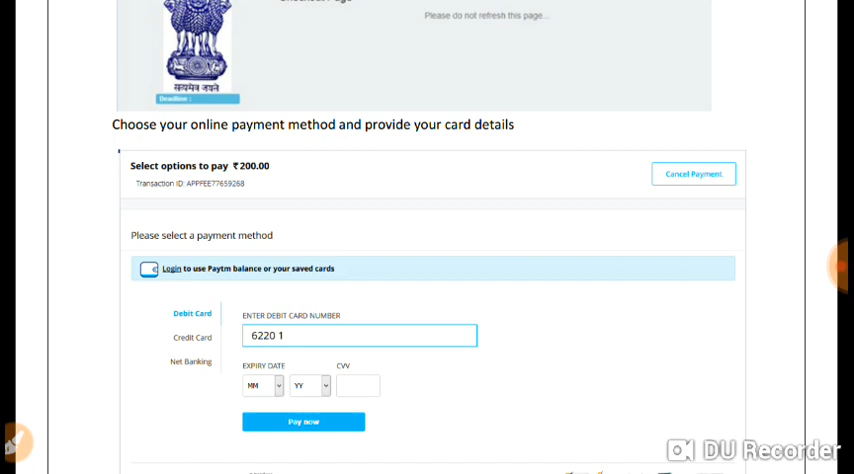 Checkout Page
Please do not refresh this page...
सत्यमेव जयते
Deadline :
Choose your online payment method and provide your card details
Select options to pay ₹200.00
Cancel Payment
Transaction ID: APPFEE77659268
Please select a payment method
Login to use Paytm balance or your saved cards
Debit Card
ENTER DEBIT CARD NUMBER
6220 1
Credit Card
Net Banking
EXPIRY DATE
CVV
MM
YY
Pay now
DU Recorder